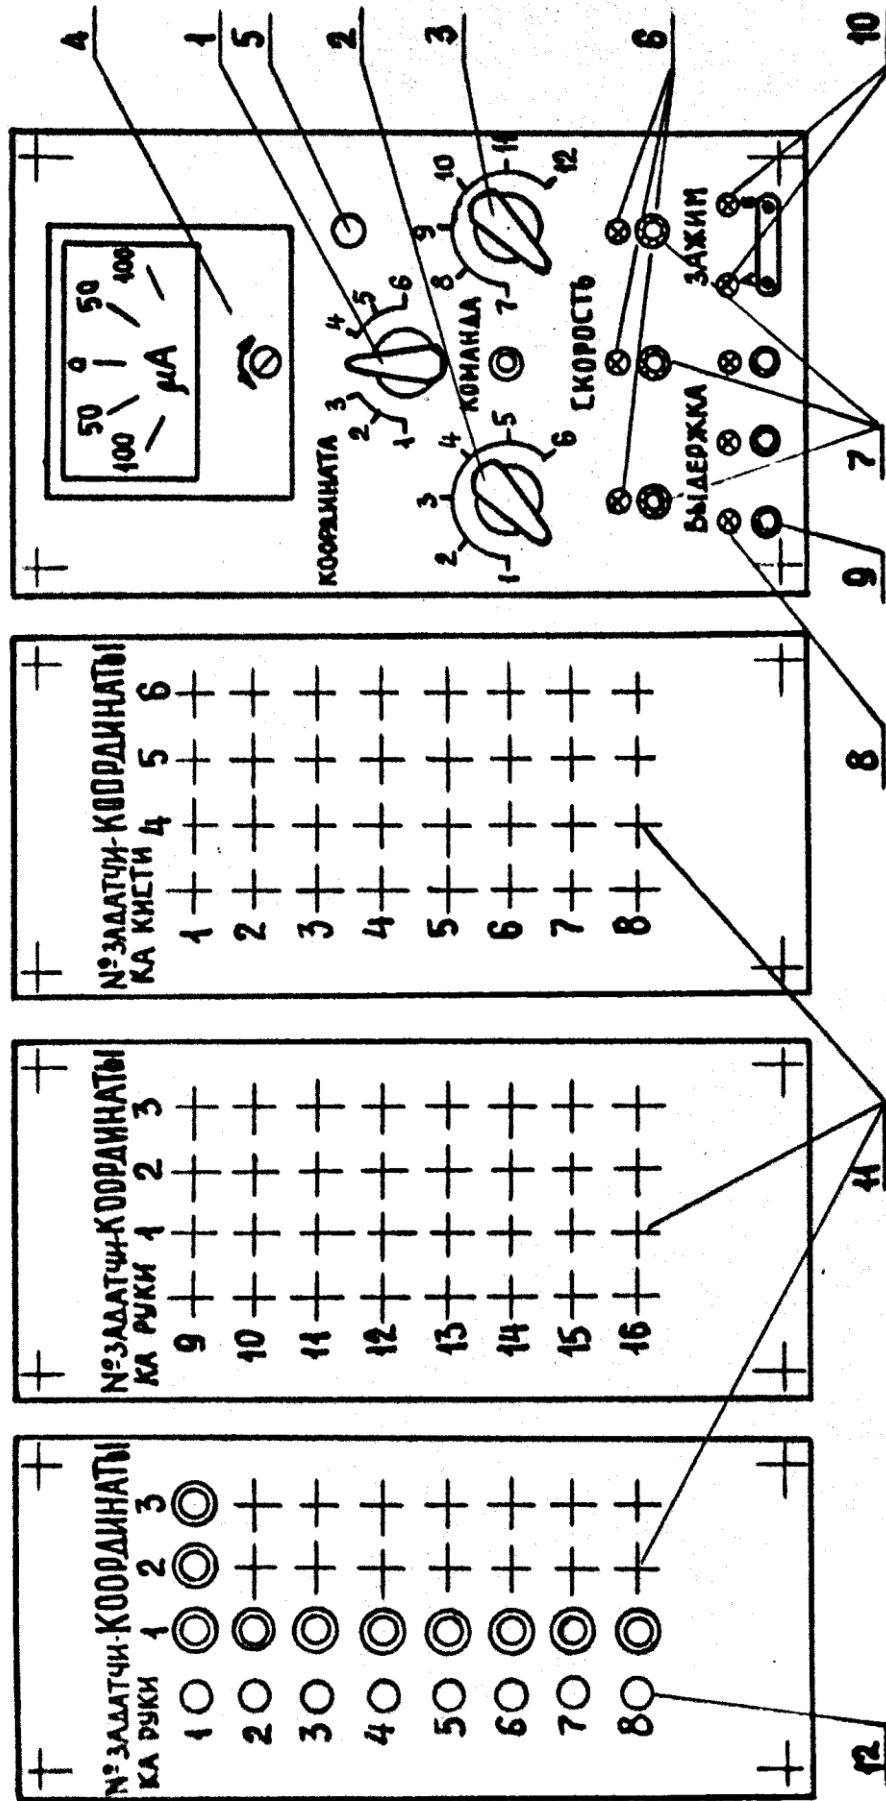 4 1 5 2 3 6 10
№ ЗАДАТЧИ-КООРДИНАТЫ
КА РУКИ 1 2 3
1
2
3
4
5
6
7
8
№ ЗАДАТЧИ-КООРДИНАТЫ
КА РУКИ 1 2 3
9
10
11
12
13
14
15
16
№ ЗАДАТЧИ-КООРДИНАТЫ
КА КИСТИ 4 5 6
1
2
3
4
5
6
7
8
100 50 0 50 100
μA
КООРДИНАТА
1 2 3 4 5 6
КОМАНДА
1 2 3 4 5 6
7 8 9 10 11 12
СКОРОСТЬ
ВЫДЕРЖКА ЗАЖИМ
А Б
12 11 8 9 7